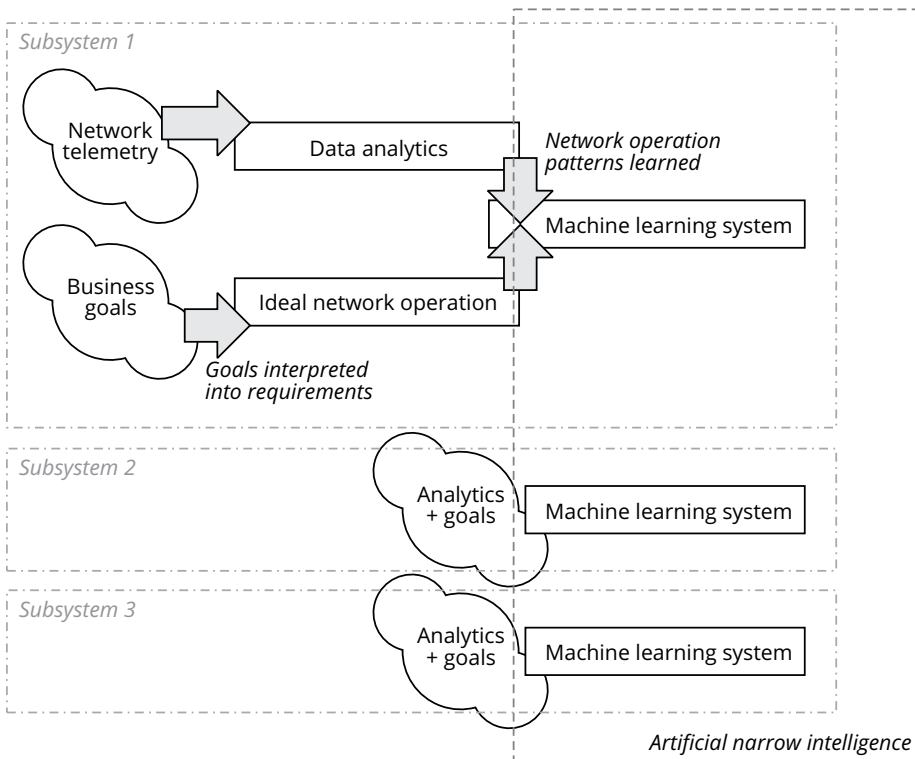 Subsystem 1
Network
telemetry
Data analytics
Network operation
patterns learned
Machine learning system
Business
goals
Ideal network operation
Goals interpreted
into requirements
Subsystem 2
Analytics
+ goals
Machine learning system
Subsystem 3
Analytics
+ goals
Machine learning system
Artificial narrow intelligence